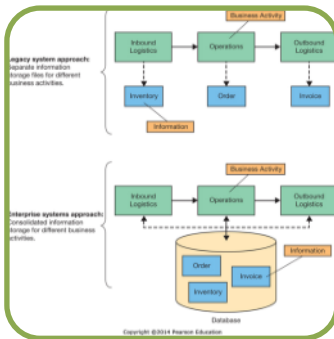 Business Activity
Inbound
Logistics
Operations
Outbound
Logistics
Legacy system approach:
Separate information
storage files for different
business activities.
Inventory
Order
Invoice
Information
Business Activity
Inbound
Logistics
Operations
Outbound
Logistics
Enterprise systems approach:
Consolidated information
storage for different business
activities.
Information
Order
Invoice
Inventory
Database
Copyright ©2014 Pearson Education